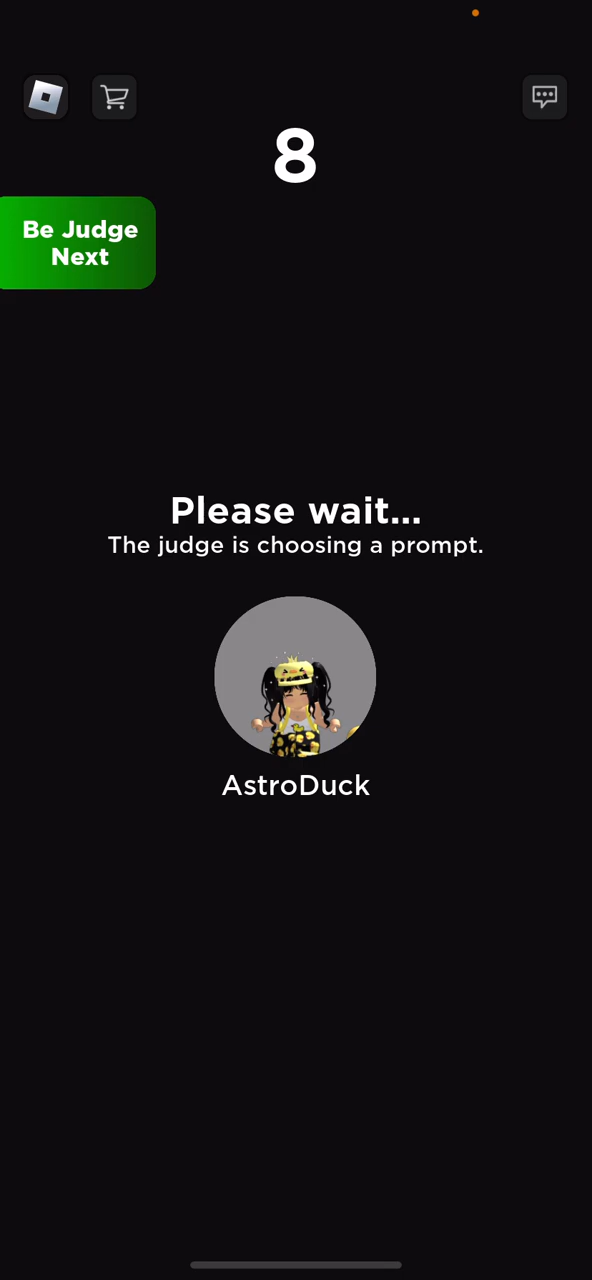 8
Be Judge
Next
Please wait...
The judge is choosing a prompt.
AstroDuck